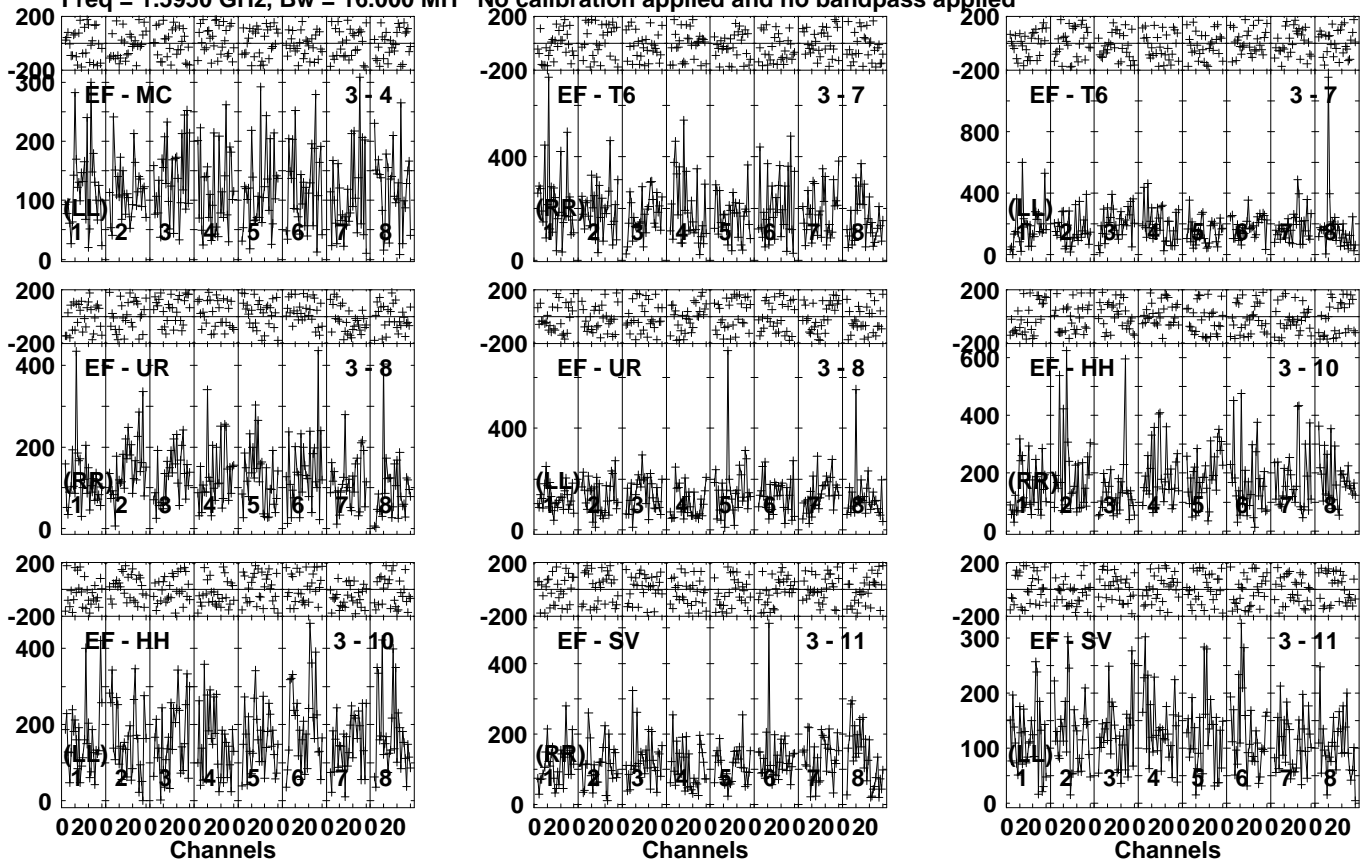 Freq = 1.5950 GHz, Bw = 16.000 MH No calibration applied and no bandpass applied
200 200 200
-200 -200 -200
300 EF - MC 3 - 4 EF - T6 3 - 7 EF - T6 3 - 7
800
200
400
400
100
200
(LL) (RR) (LL)
1 2 3 4 5 6 7 8 1 2 3 4 5 6 7 8 1 2 3 4 5 6 7 8
0 0 0
200 200 200
-200 -200 -200
400 EF - UR 3 - 8 EF - UR 3 - 8 600 EF - HH 3 - 10
400 400
200
200
(RR) (LL) (RR)
1 2 3 4 5 6 7 8 1 2 3 4 5 6 7 8 1 2 3 4 5 6 7 8
0 0 0
200 200 200
-200 -200 -200
400 EF - HH 3 - 10 EF - SV 3 - 11 300 EF - SV 3 - 11
400
200
200 200
100
(LL) (RR) (LL)
1 2 3 4 5 6 7 8 1 2 3 4 5 6 7 8 1 2 3 4 5 6 7 8
0 0 0
0 20 0 20 0 20 0 20 0 20 0 20 0 20 0 20 0 20 0 20 0 20 0 20 0 20 0 20 0 20 0 20 0 20 0 20 0 20 0 20 0 20 0 20 0 20 0 20
Channels Channels Channels